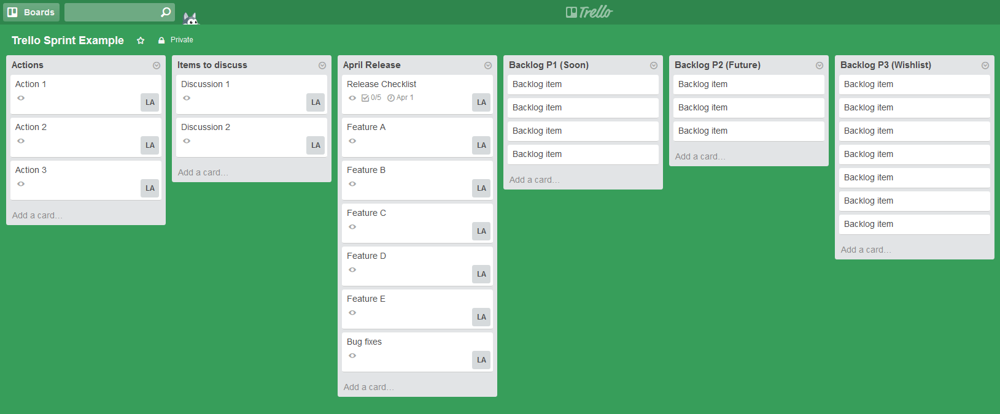 Boards
Trello
Trello Sprint Example
Private
Actions
Action 1
LA
Action 2
LA
Action 3
LA
Add a card...
Items to discuss
Discussion 1
LA
Discussion 2
LA
Add a card...
April Release
Release Checklist
0/5 Apr 1
LA
Feature A
LA
Feature B
LA
Feature C
LA
Feature D
LA
Feature E
LA
Bug fixes
LA
Add a card...
Backlog P1 (Soon)
Backlog item
Backlog item
Backlog item
Backlog item
Add a card...
Backlog P2 (Future)
Backlog item
Backlog item
Backlog item
Add a card...
Backlog P3 (Wishlist)
Backlog item
Backlog item
Backlog item
Backlog item
Backlog item
Backlog item
Backlog item
Add a card...